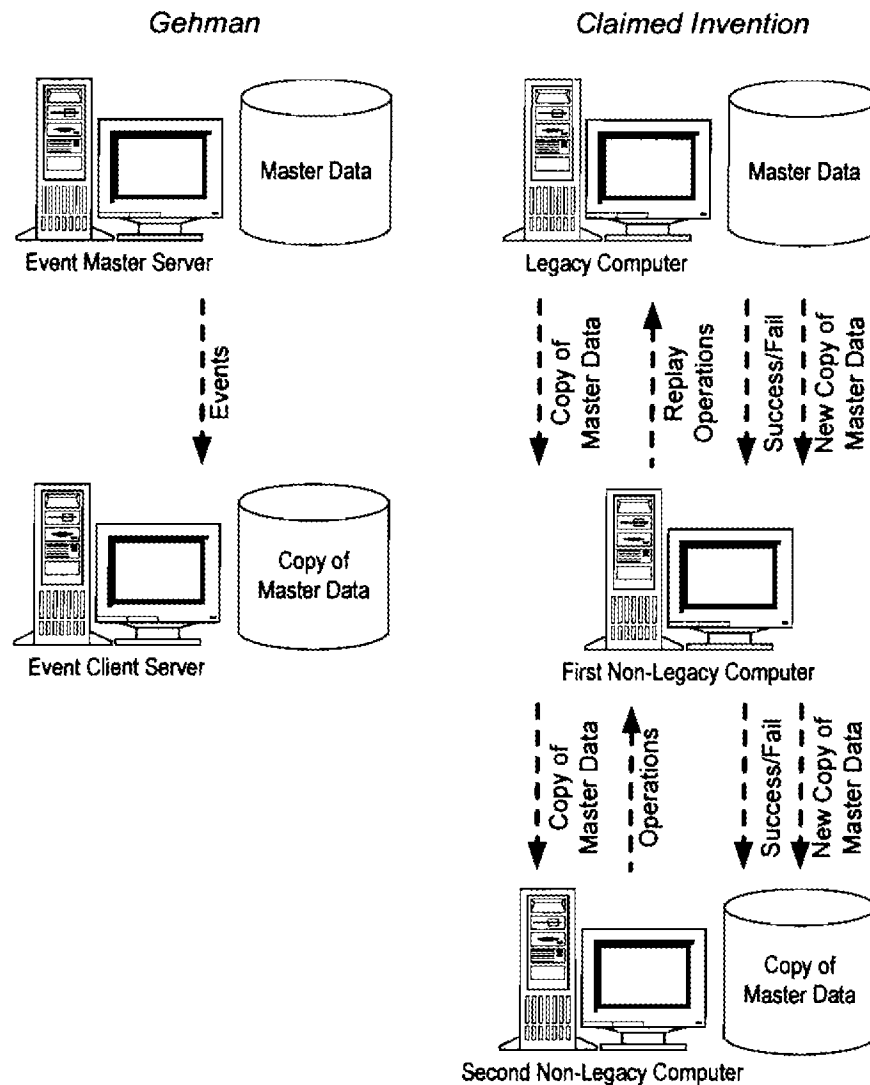 Gehman
Claimed Invention
Master Data
Event Master Server
Master Data
Legacy Computer
Events
Copy of
Master Data
Replay
Operations
Success/Fail
New Copy of
Master Data
Copy of
Master Data
Event Client Server
First Non-Legacy Computer
Copy of
Master Data
Operations
Success/Fail
New Copy of
Master Data
Copy of
Master Data
Second Non-Legacy Computer